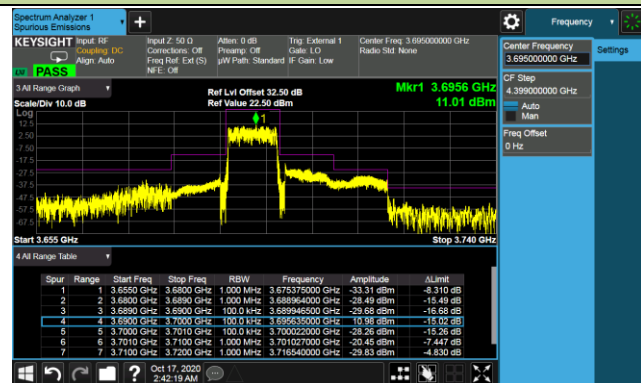 Spectrum Analyzer 1
Spurious Emissions
Frequency
KEYSIGHT Input: RF
Coupling: DC
Align: Auto
Input Z: 50 Ω
Corrections: Off
Freq Ref: Ext (S)
NFE: Off
Atten: 0 dB
Preamp: Off
µW Path: Standard
Trig: External 1
Gate: LO
IF Gain: Low
Center Freq: 3.695000000 GHz
Radio Std: None
PASS
3 All Range Graph
Scale/Div 10.0 dB
Ref Lvl Offset 32.50 dB
Ref Value 22.50 dBm
Mkr1 3.6956 GHz
11.01 dBm
Log
12.5
2.50
-7.50
-17.5
-27.5
-37.5
-47.5
-57.5
-67.5
1
Start 3.655 GHz
Stop 3.740 GHz
4 All Range Table
Spur Range Start Freq Stop Freq RBW Frequency Amplitude ΔLimit
1 1 3.6550 GHz 3.6800 GHz 1.000 MHz 3.675375000 GHz -33.31 dBm -8.310 dB
2 2 3.6800 GHz 3.6890 GHz 1.000 MHz 3.688964000 GHz -28.49 dBm -15.49 dB
3 3 3.6890 GHz 3.6900 GHz 100.0 kHz 3.689946500 GHz -29.68 dBm -16.68 dB
4 4 3.6900 GHz 3.7000 GHz 100.0 kHz 3.695635000 GHz 10.98 dBm -15.02 dB
5 5 3.7000 GHz 3.7010 GHz 100.0 kHz 3.700022000 GHz -28.26 dBm -15.26 dB
6 6 3.7010 GHz 3.7100 GHz 1.000 MHz 3.701027000 GHz -20.45 dBm -7.447 dB
7 7 3.7100 GHz 3.7200 GHz 1.000 MHz 3.716540000 GHz -29.83 dBm -4.830 dB
Center Frequency
3.695000000 GHz
Settings
CF Step
4.399000000 GHz
Auto
Man
Freq Offset
0 Hz
?
Oct 17, 2020
2:42:19 AM